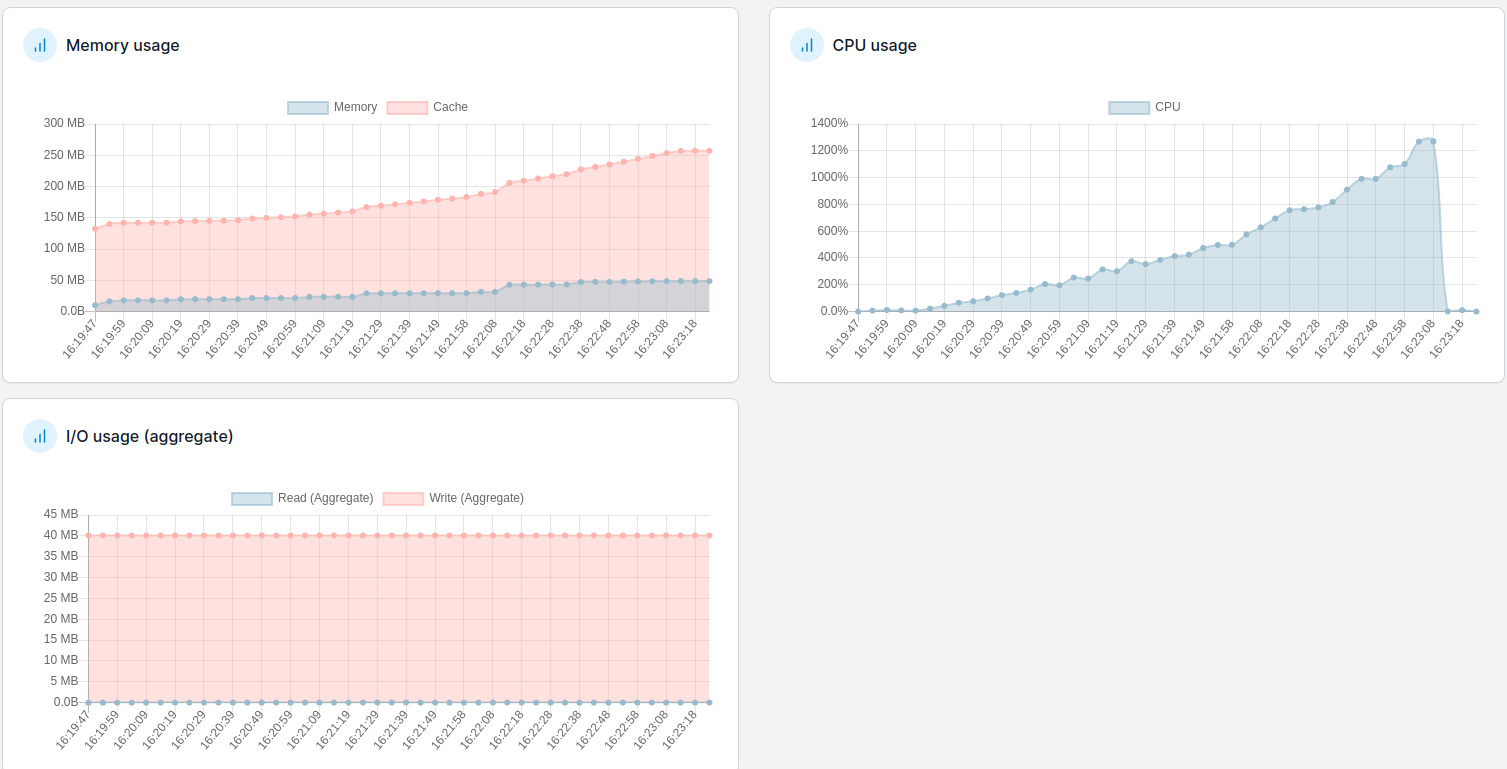 Memory usage
Memory Cache
300 MB
250 MB
200 MB
150 MB
100 MB
50 MB
0.0B
16:19:47 16:19:59 16:20:09 16:20:19 16:20:29 16:20:39 16:20:49 16:20:59 16:21:09 16:21:19 16:21:29 16:21:39 16:21:49 16:21:58 16:22:08 16:22:18 16:22:28 16:22:38 16:22:48 16:22:58 16:23:08 16:23:18
CPU usage
CPU
1400%
1200%
1000%
800%
600%
400%
200%
0.0%
16:19:47 16:19:59 16:20:09 16:20:19 16:20:29 16:20:39 16:20:49 16:20:59 16:21:09 16:21:19 16:21:29 16:21:39 16:21:49 16:21:58 16:22:08 16:22:18 16:22:28 16:22:38 16:22:48 16:22:58 16:23:08 16:23:18
I/O usage (aggregate)
Read (Aggregate) Write (Aggregate)
45 MB
40 MB
35 MB
30 MB
25 MB
20 MB
15 MB
10 MB
5 MB
0.0B
16:19:47 16:19:59 16:20:09 16:20:19 16:20:29 16:20:39 16:20:49 16:20:59 16:21:09 16:21:19 16:21:29 16:21:39 16:21:49 16:21:58 16:22:08 16:22:18 16:22:28 16:22:38 16:22:48 16:22:58 16:23:08 16:23:18